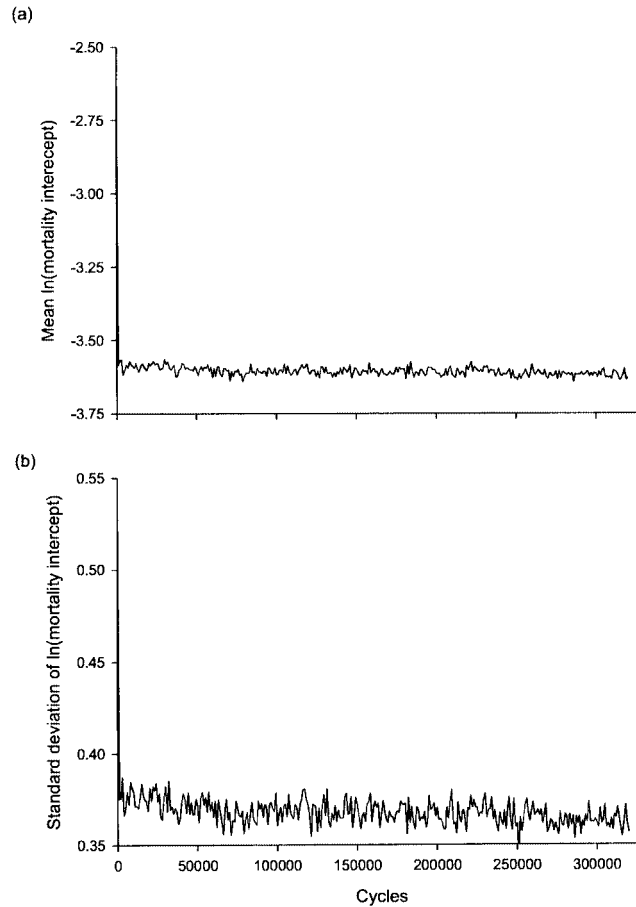 (a)
Mean ln(mortality interecept)
-2.50
-2.75
-3.00
-3.25
-3.50
-3.75
(b)
Standard deviation of ln(mortality intercept)
0.55
0.50
0.45
0.40
0.35
0 50000 100000 150000 200000 250000 300000
Cycles